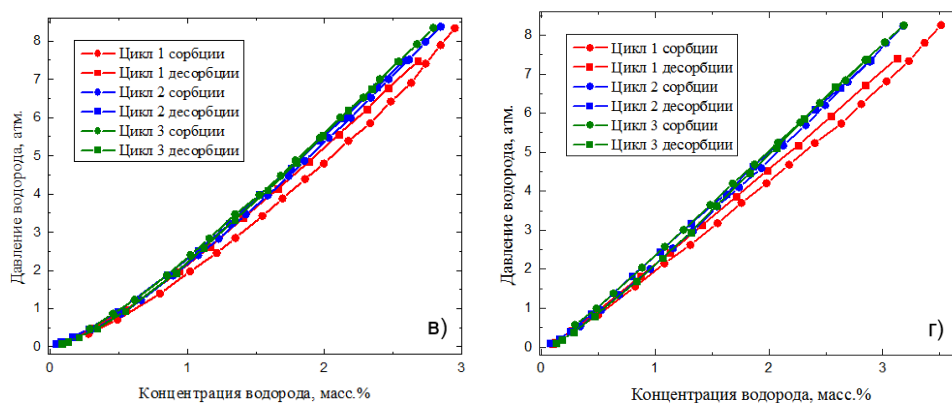 Цикл 1 сорбции
Цикл 1 десорбции
Цикл 2 сорбции
Цикл 2 десорбции
Цикл 3 сорбции
Цикл 3 десорбции
Давление водорода, атм.
8
7
6
5
4
3
2
1
0
0
1
2
3
Концентрация водорода, масс.%
в)
Цикл 1 сорбции
Цикл 1 десорбции
Цикл 2 сорбции
Цикл 2 десорбции
Цикл 3 сорбции
Цикл 3 десорбции
Давление водорода, атм.
8
7
6
5
4
3
2
1
0
0
1
2
3
Концентрация водорода, масс.%
г)